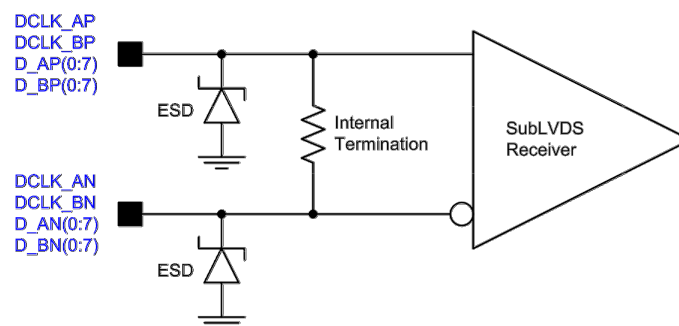 DCLK_AP
DCLK_BP
D_AP(0:7)
D_BP(0:7)
ESD
Internal
Termination
SubLVDS
Receiver
DCLK_AN
DCLK_BN
D_AN(0:7)
D_BN(0:7)
ESD